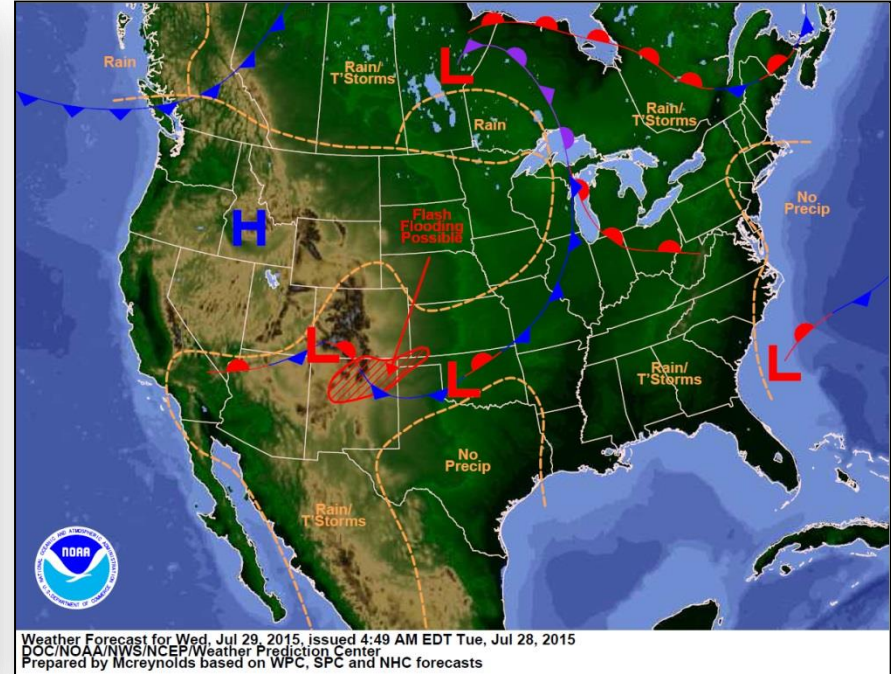 Rain
Rain/
T'Storms
L
Rain
Rain/
T'Storms
No
Precip
H
Flash
Flooding
Possible
L
L
L
Rain/
T'Storms
No
Precip
Rain/
T'Storms
NATIONAL OCEANIC AND ATMOSPHERIC ADMINISTRATION
NOAA
U.S. DEPARTMENT OF COMMERCE
Weather Forecast for Wed, Jul 29, 2015, issued 4:49 AM EDT Tue, Jul 28, 2015
DOC/NOAA/NWS/NCEP/Weather Prediction Center
Prepared by Mcreynolds based on WPC, SPC and NHC forecasts